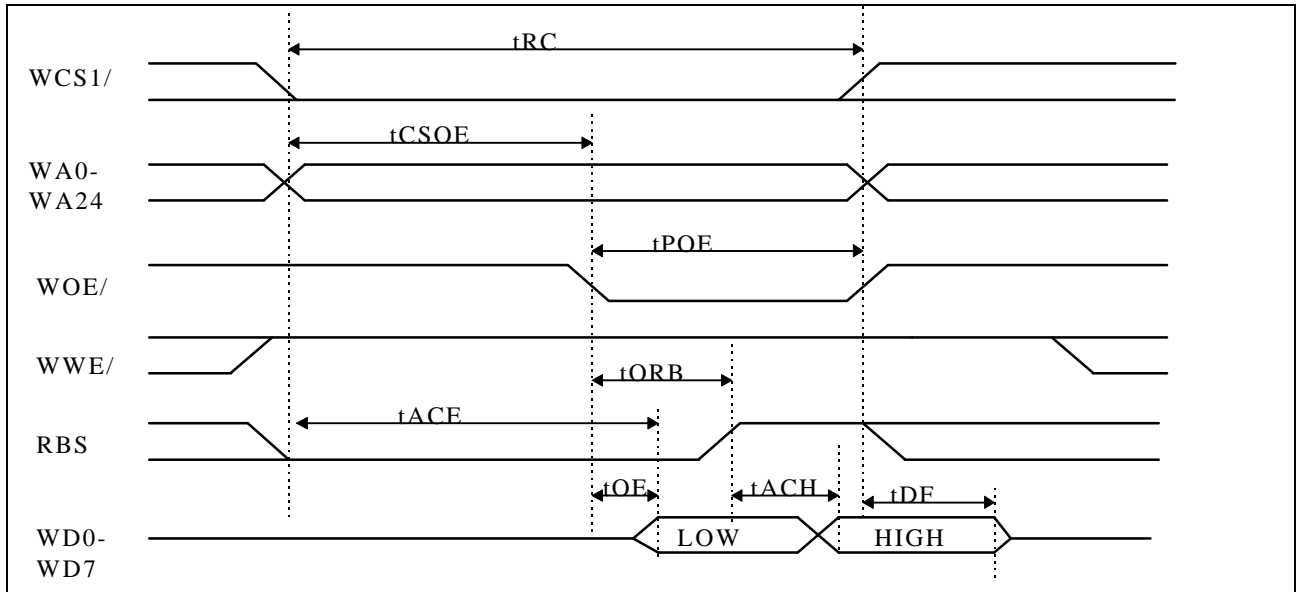 tRC
WCS1/
tCSOE
WA0-
WA24
tPOE
WOE/
WWE/
tORB
tACE
RBS
tOE
tACH
tDF
WD0-
WD7
LOW
HIGH